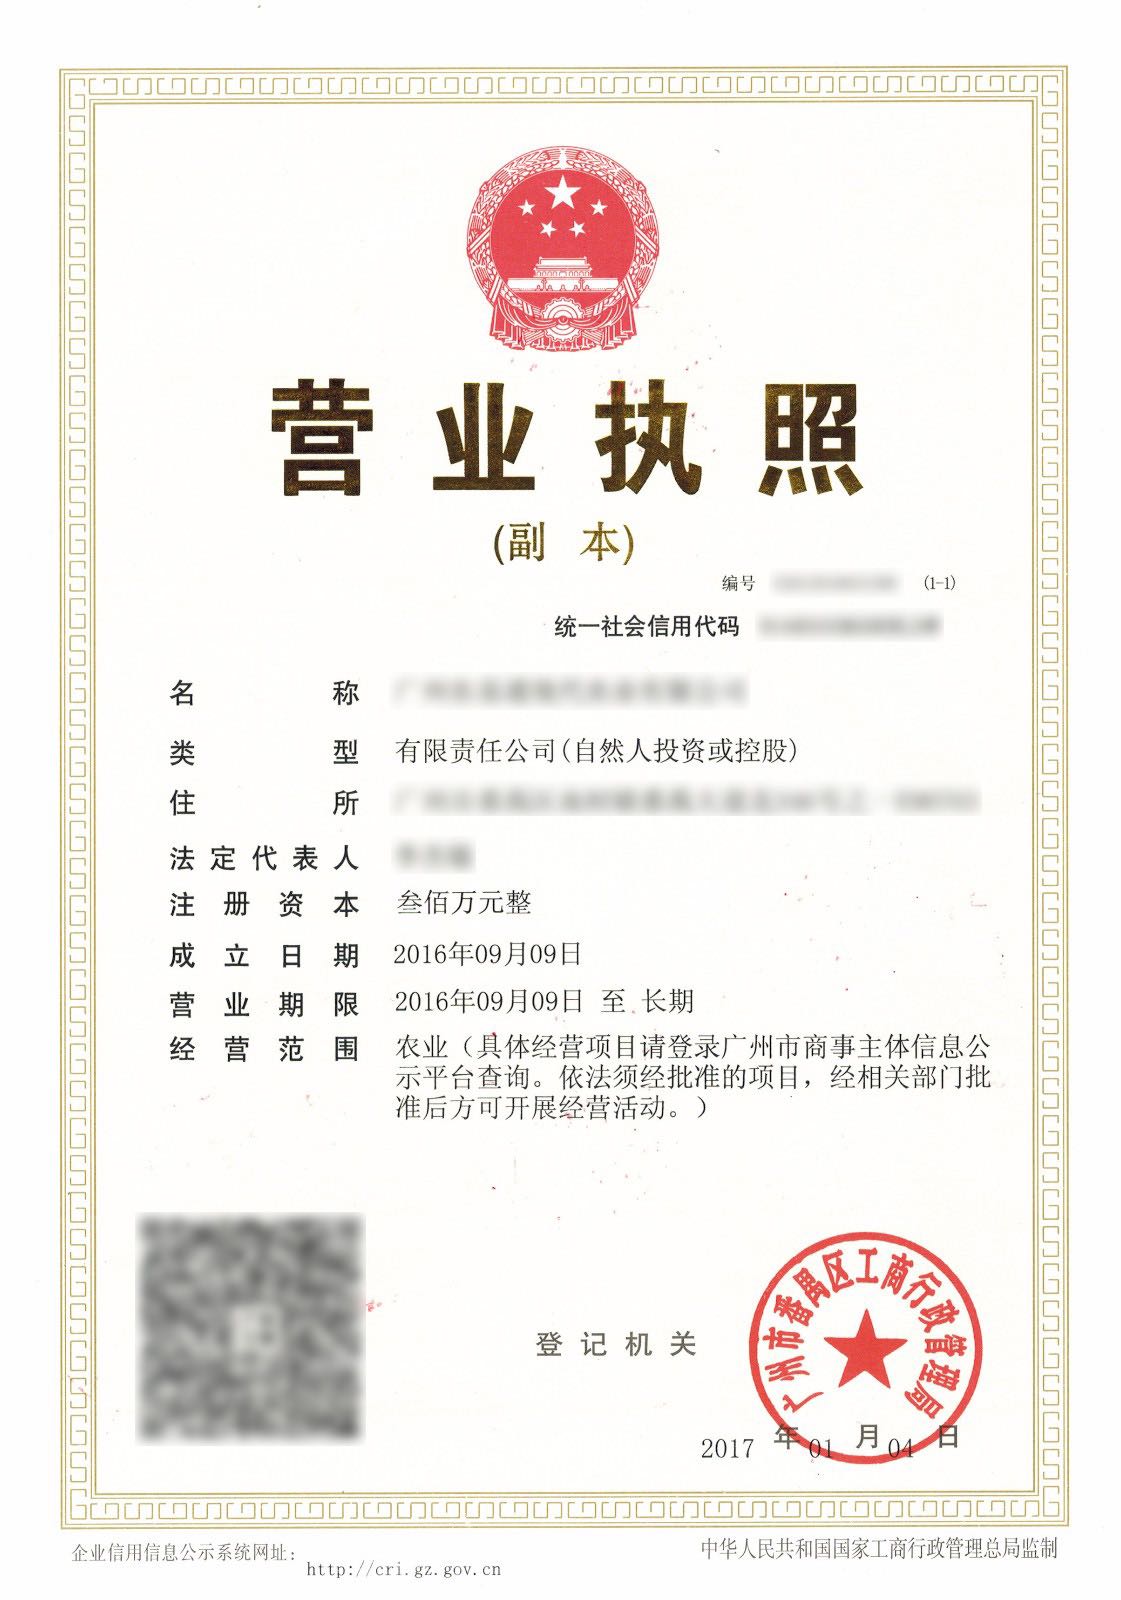 营业执照
(副 本)
编号 (1-1)
统一社会信用代码
名称
类型 有限责任公司(自然人投资或控股)
住所
法定代表人
注册资本 叁佰万元整
成立日期 2016年09月09日
营业期限 2016年09月09日 至 长期
经营范围 农业（具体经营项目请登录广州市商事主体信息公
示平台查询。依法须经批准的项目，经相关部门批
准后方可开展经营活动。）
广州市番禺区工商行政管理局
登记机关
2017 年 01 月 04 日
企业信用信息公示系统网址：
http://cri.gz.gov.cn
中华人民共和国国家工商行政管理总局监制